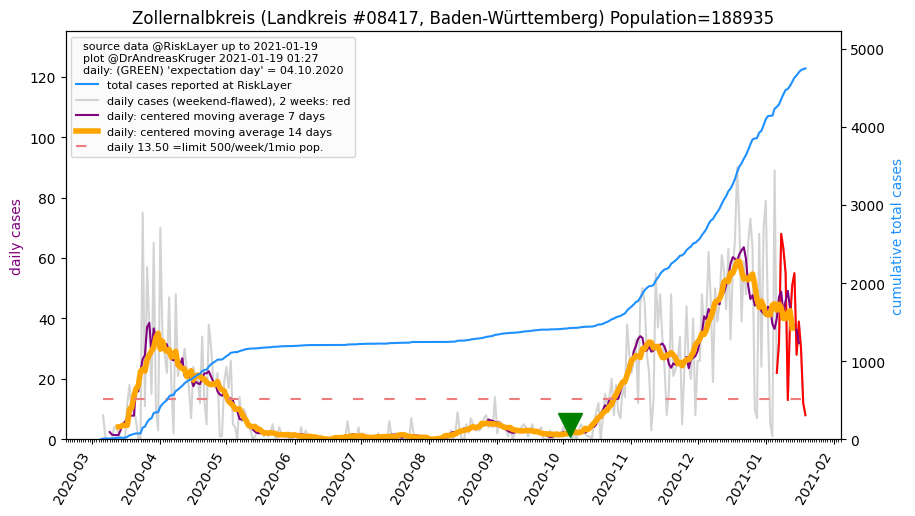 Zollernalbkreis (Landkreis #08417, Baden-Württemberg) Population=188935
source data @RiskLayer up to 2021-01-19
plot @DrAndreasKruger 2021-01-19 01:27
daily: (GREEN) 'expectation day' = 04.10.2020
total cases reported at RiskLayer
daily cases (weekend-flawed), 2 weeks: red
daily: centered moving average 7 days
daily: centered moving average 14 days
daily 13.50 =limit 500/week/1mio pop.
daily cases
120
100
80
60
40
20
0
cumulative total cases
5000
4000
3000
2000
1000
0
2020-03
2020-04
2020-05
2020-06
2020-07
2020-08
2020-09
2020-10
2020-11
2020-12
2021-01
2021-02